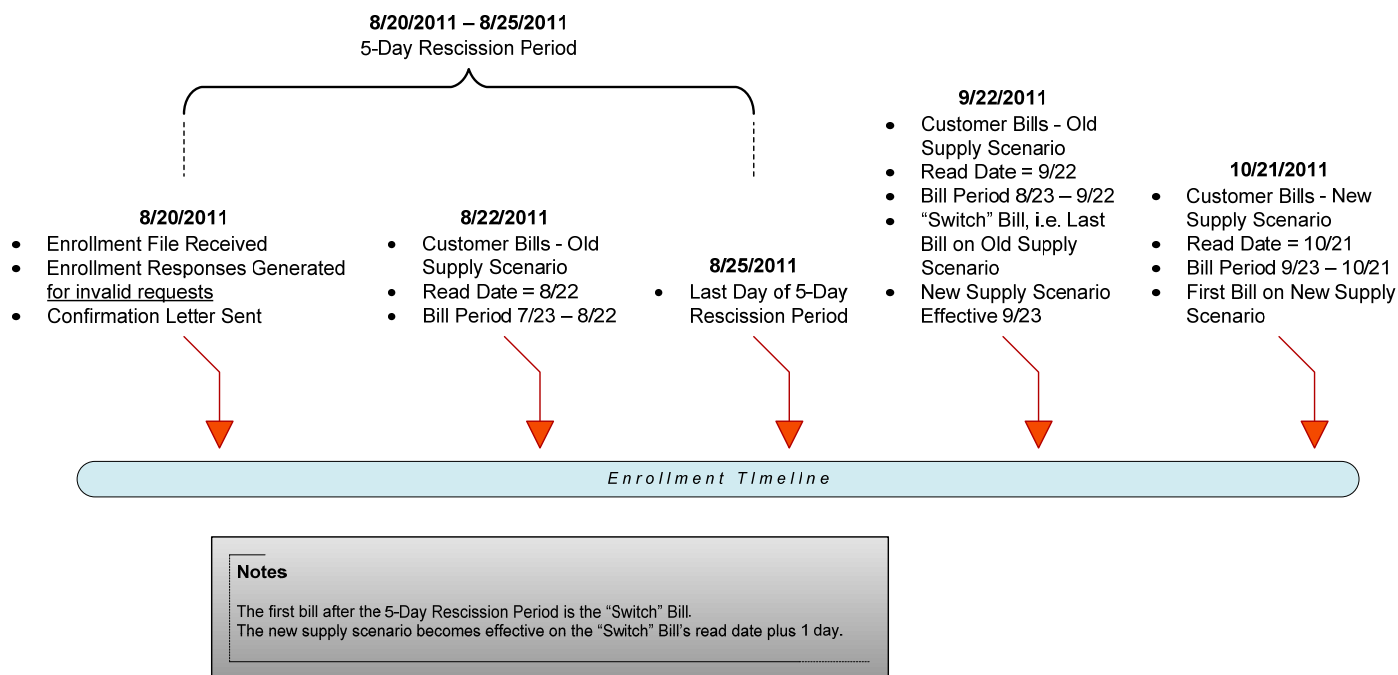 8/20/2011 – 8/25/2011
5-Day Rescission Period
8/20/2011
• Enrollment File Received
• Enrollment Responses Generated
for invalid requests
• Confirmation Letter Sent
8/22/2011
• Customer Bills - Old
Supply Scenario
• Read Date = 8/22
• Bill Period 7/23 – 8/22
8/25/2011
• Last Day of 5-Day
Rescission Period
9/22/2011
• Customer Bills - Old
Supply Scenario
• Read Date = 9/22
• Bill Period 8/23 – 9/22
• “Switch” Bill, i.e. Last
Bill on Old Supply
Scenario
• New Supply Scenario
Effective 9/23
10/21/2011
• Customer Bills - New
Supply Scenario
• Read Date = 10/21
• Bill Period 9/23 – 10/21
• First Bill on New Supply
Scenario
Enrollment TImelIne
Notes
The first bill after the 5-Day Rescission Period is the “Switch” Bill.
The new supply scenario becomes effective on the “Switch” Bill’s read date plus 1 day.